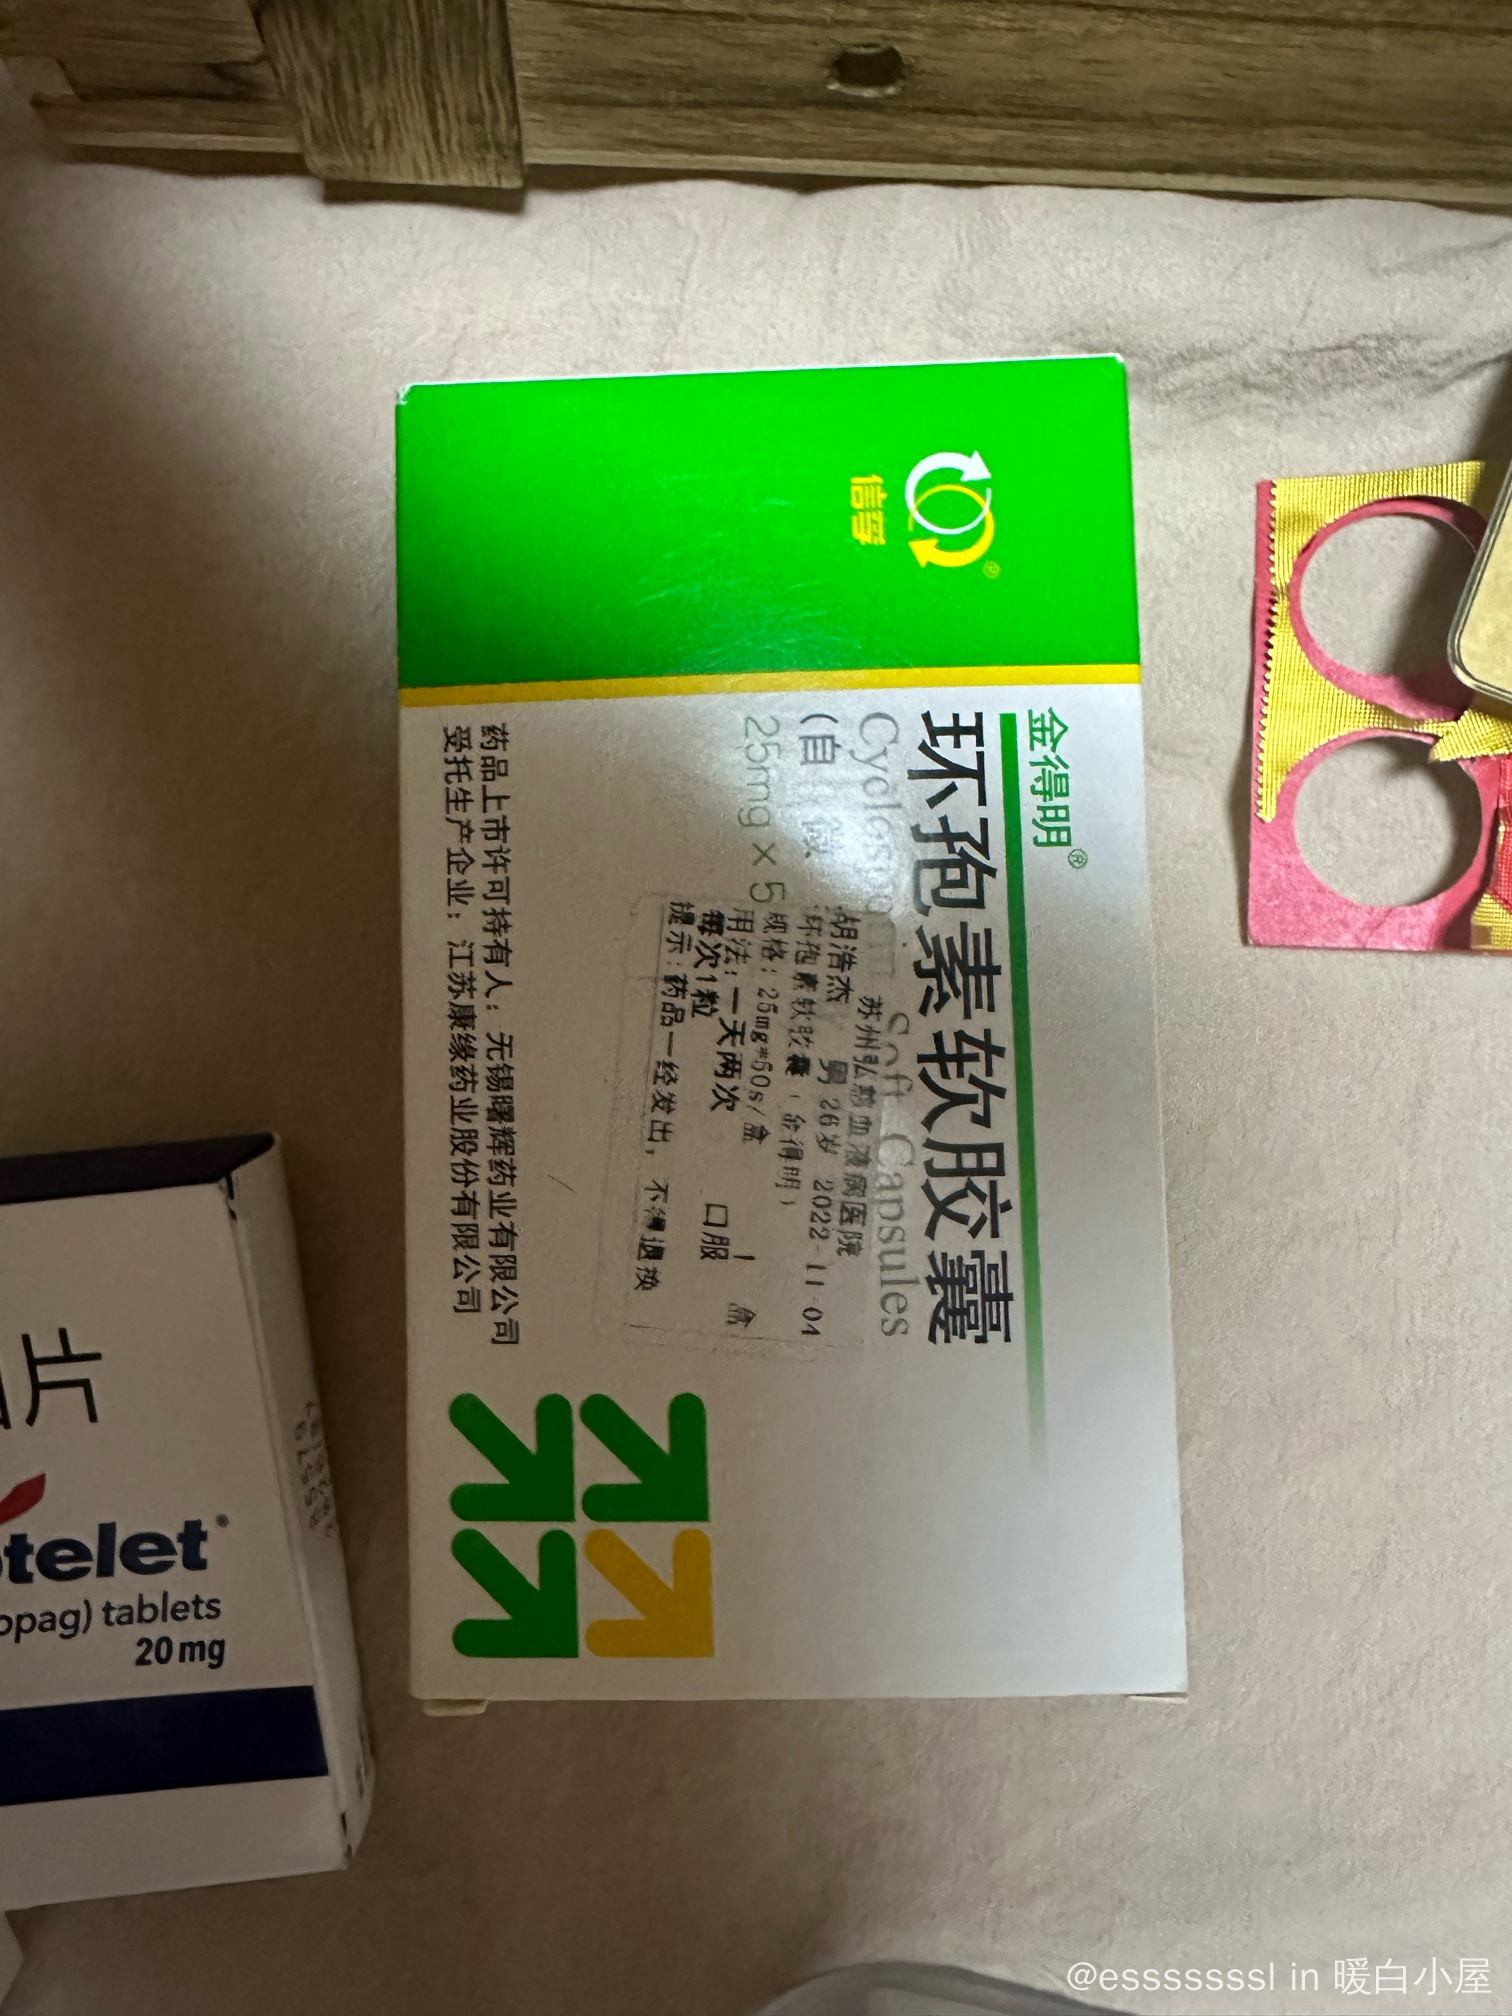 信孚
金得明®
环孢素软胶囊
Soft Capsules
25mg × 5
苏州弘慈血液病医院
胡浩杰 男 26岁 2022-11-04
环孢素软胶囊(金得明)
规格:25mg*50s/盒 1 盒
用法:一天两次
每次1粒 口服
提示:药品一经发出,不得退换
药品上市许可持有人:无锡曙辉药业有限公司
受托生产企业:江苏康缘药业股份有限公司
片
telet®
opag) tablets
20mg
@esssssssssl in 暖白小屋